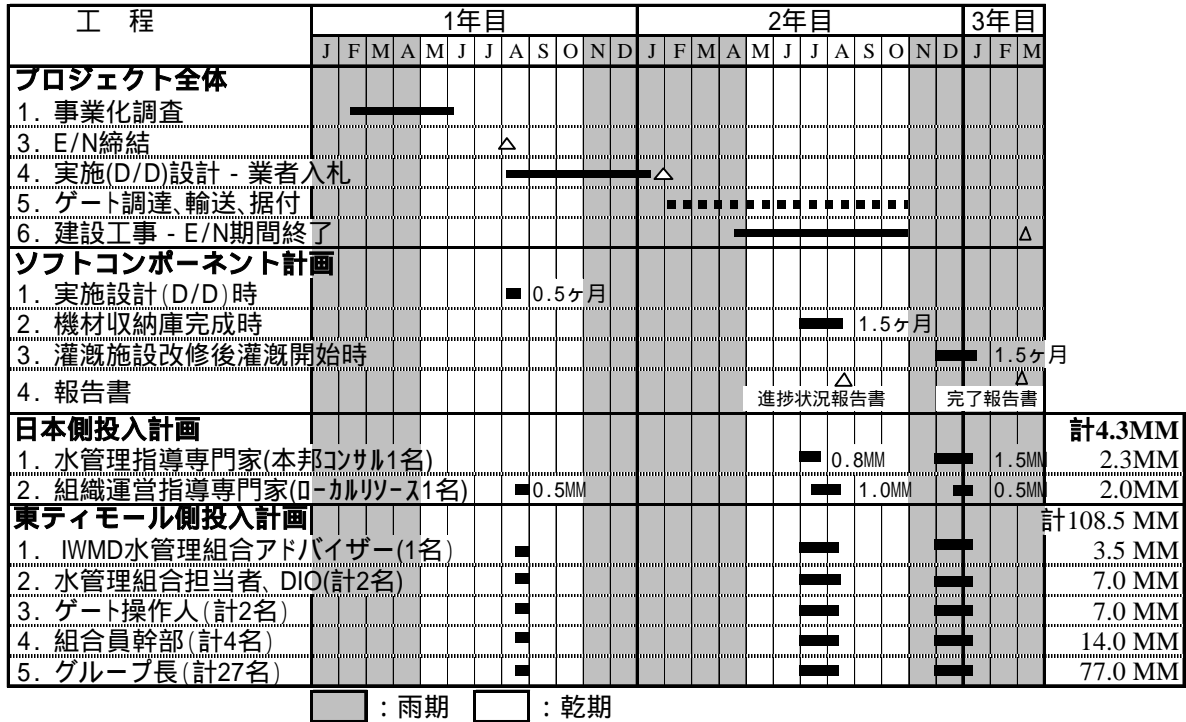 工 程 1年目 2年目 3年目
J F M A M J J A S O N D J F M A M J J A S O N D J F M
プロジェクト全体
1. 事業化調査
3. E/N締結 △
4. 実施(D/D)設計 - 業者入札 △
5. ゲート調達、輸送、据付
6. 建設工事 - E/N期間終了 △
ソフトコンポーネント計画
1. 実施設計(D/D)時 0.5ヶ月
2. 機材収納庫完成時 1.5ヶ月
3. 灌漑施設改修後灌漑開始時 1.5ヶ月
4. 報告書 △ △
進捗状況報告書 完了報告書
日本側投入計画 計4.3MM
1. 水管理指導専門家(本邦コンサル1名) 0.8MM 1.5MM 2.3MM
2. 組織運営指導専門家(ローカルリソース1名) 0.5MM 1.0MM 0.5MM 2.0MM
東ティモール側投入計画 計108.5 MM
1. IWMD水管理組合アドバイザー(1名) 3.5 MM
2. 水管理組合担当者、DIO(計2名) 7.0 MM
3. ゲート操作人(計2名) 7.0 MM
4. 組合員幹部(計4名) 14.0 MM
5. グループ長(計27名) 77.0 MM
:雨期 :乾期